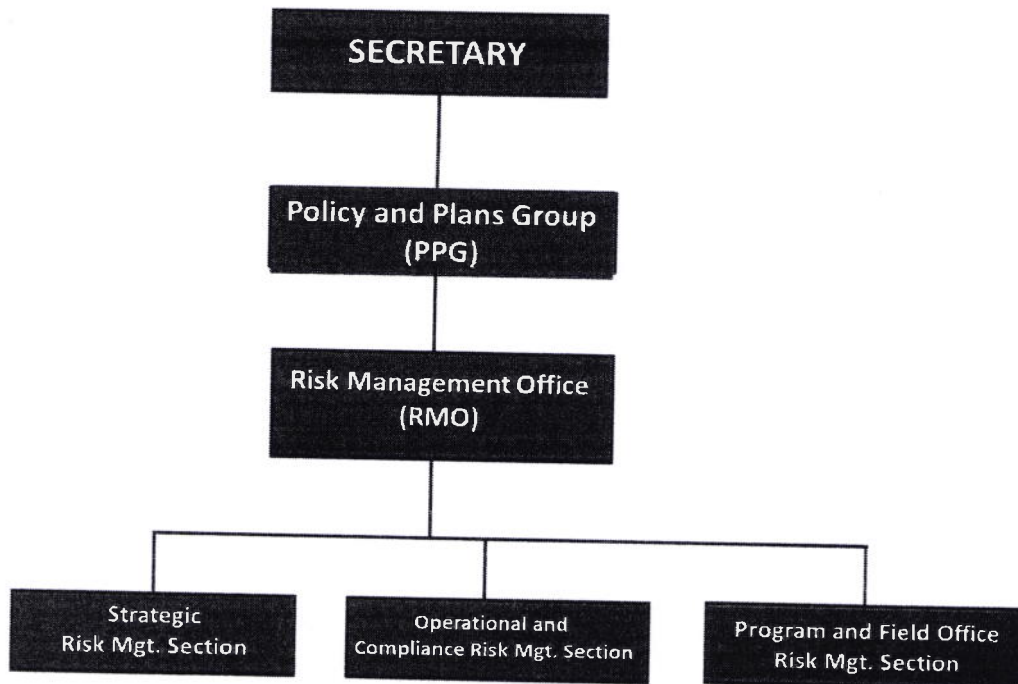 SECRETARY
Policy and Plans Group
(PPG)
Risk Management Office
(RMO)
Strategic
Risk Mgt. Section
Operational and
Compliance Risk Mgt. Section
Program and Field Office
Risk Mgt. Section